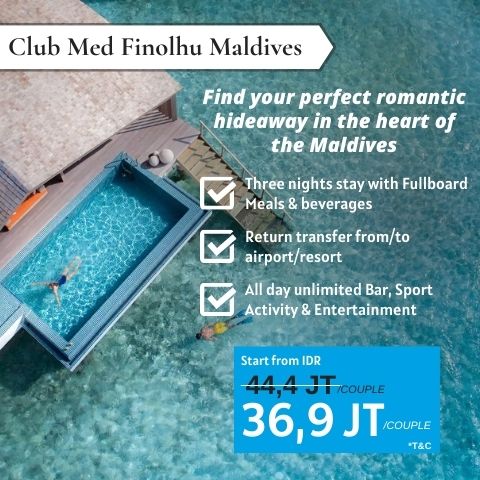 Club Med Finolhu Maldives
Find your perfect romantic
hideaway in the heart of
the Maldives
Three nights stay with Fullboard
Meals & beverages
Return transfer from/to
airport/resort
All day unlimited Bar, Sport
Activity & Entertainment
Start from IDR
44,4 JT/COUPLE
36,9 JT/COUPLE
*T&C